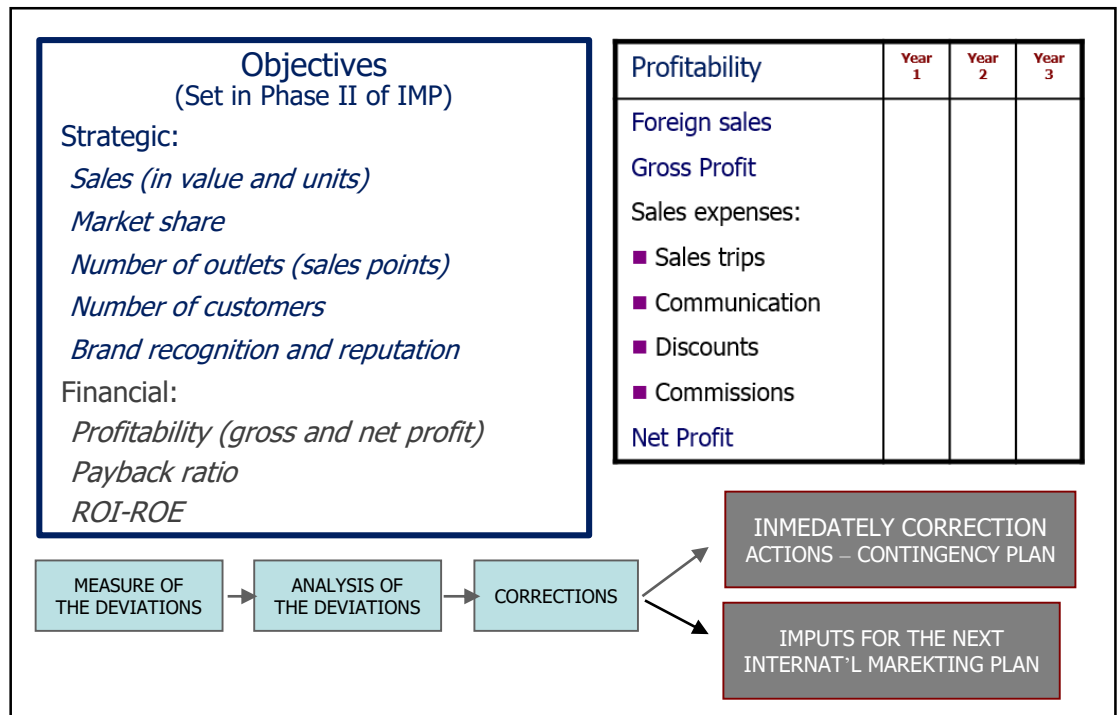 Objectives
(Set in Phase II of IMP)
Strategic:
Sales (in value and units)
Market share
Number of outlets (sales points)
Number of customers
Brand recognition and reputation
Financial:
Profitability (gross and net profit)
Payback ratio
ROI-ROE
Profitability
Year 1
Year 2
Year 3
Foreign sales
Gross Profit
Sales expenses:
■ Sales trips
■ Communication
■ Discounts
■ Commissions
Net Profit
MEASURE OF
THE DEVIATIONS
ANALYSIS OF
THE DEVIATIONS
CORRECTIONS
INMEDATELY CORRECTION
ACTIONS – CONTINGENCY PLAN
IMPUTS FOR THE NEXT
INTERNAT'L MAREKTING PLAN